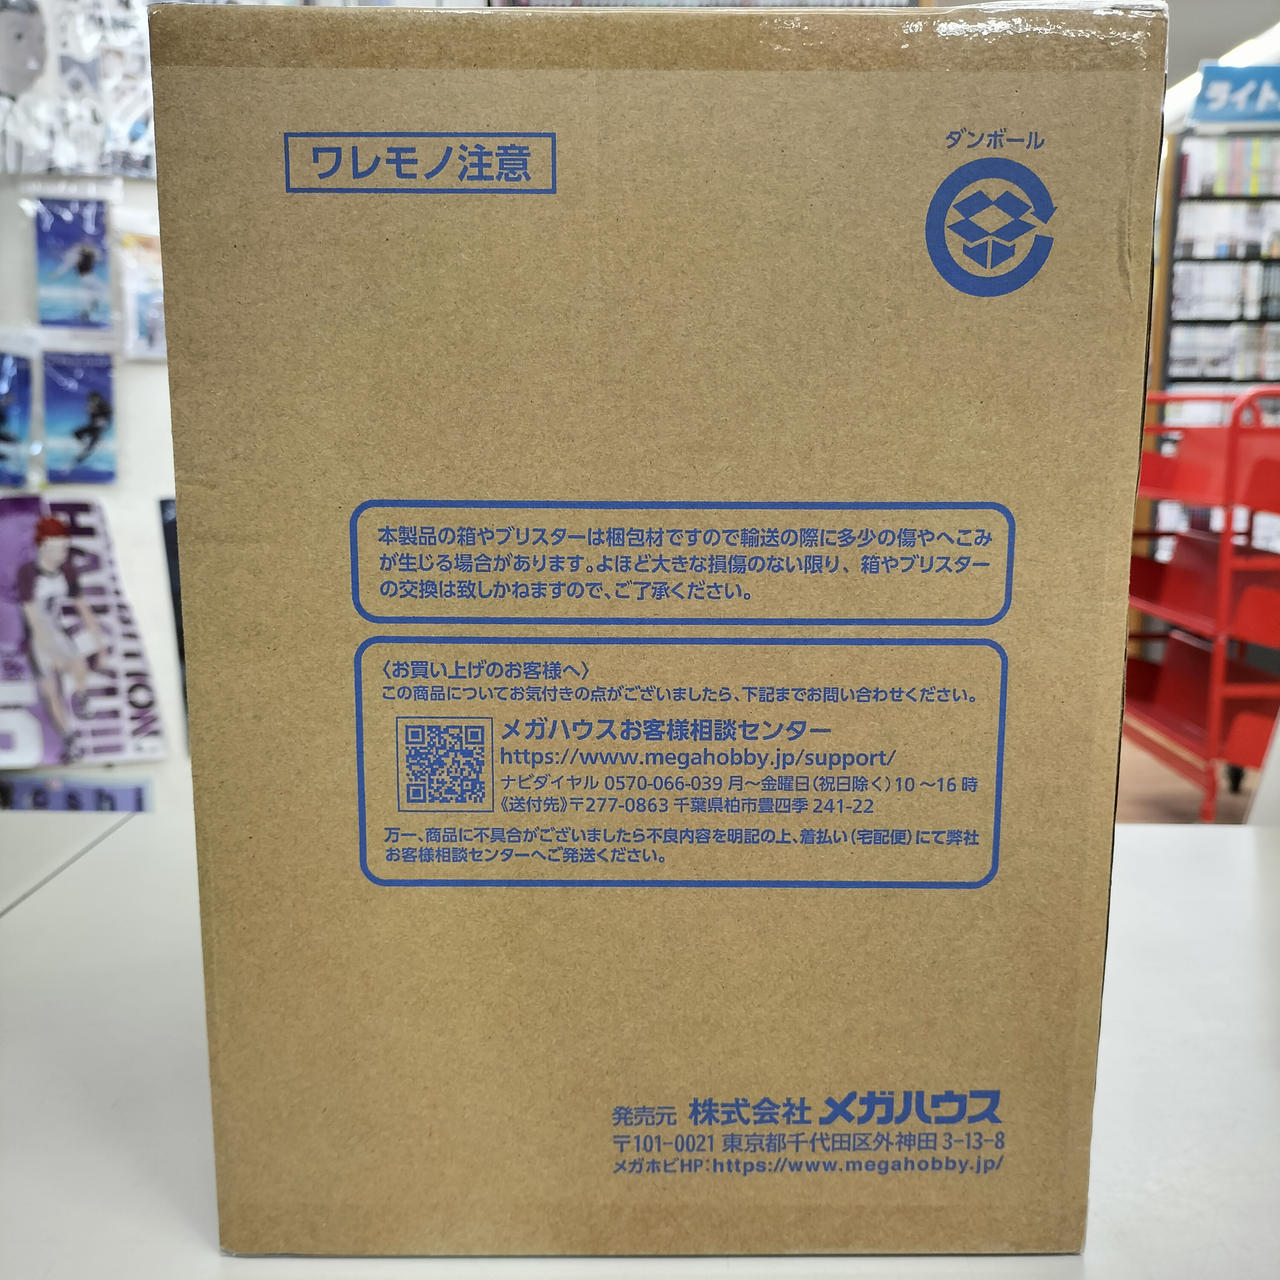 ワレモノ注意
ダンボール
ライト
本製品の箱やブリスターは梱包材ですので輸送の際に多少の傷やへこみ
が生じる場合があります。よほど大きな損傷のない限り、箱やブリスター
の交換は致しかねますので、ご了承ください。
〈お買い上げのお客様へ〉
この商品についてお気付きの点がございましたら、下記までお問い合わせください。
メガハウスお客様相談センター
https://www.megahobby.jp/support/
ナビダイヤル 0570-066-039 月～金曜日(祝日除く)10～16時
《送付先》〒277-0863 千葉県柏市豊四季 241-22
万一、商品に不具合がございましたら不良内容を明記の上、着払い(宅配便)にて弊社
お客様相談センターへご発送ください。
発売元 株式会社 メガハウス
〒101-0021 東京都千代田区外神田 3-13-8
メガホビHP:https://www.megahobby.jp/
HAIKYU!!